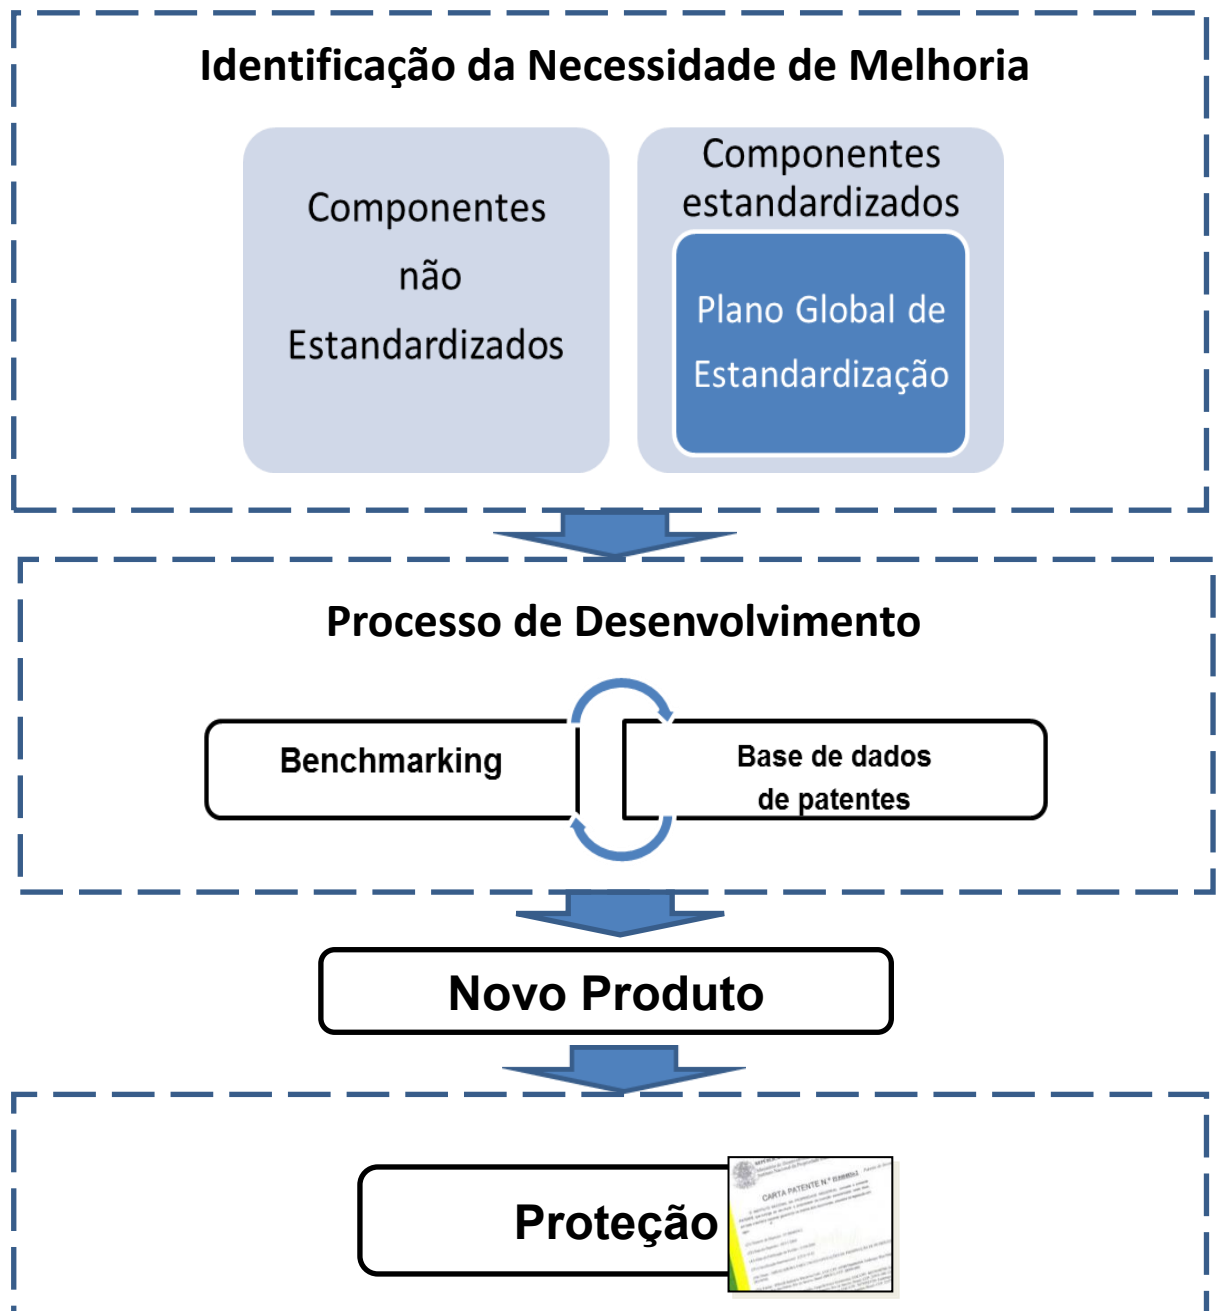 Identificação da Necessidade de Melhoria
Componentes
não
Estandardizados
Componentes
estandardizados
Plano Global de
Estandardização
Processo de Desenvolvimento
Benchmarking
Base de dados
de patentes
Novo Produto
Proteção
CARTA PATENTE N.º